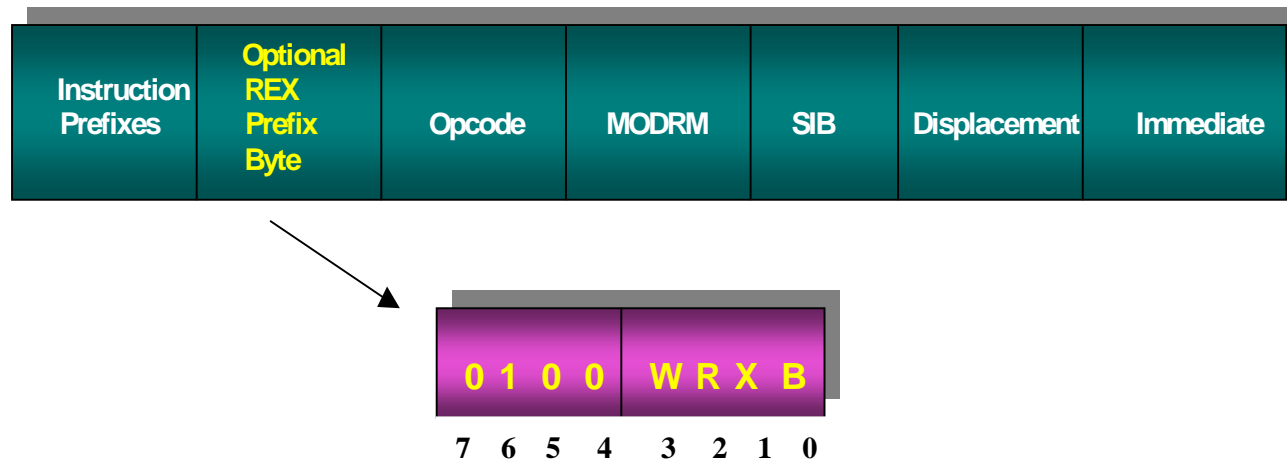 Instruction
Prefixes
Optional
REX
Prefix
Byte
Opcode
MODRM
SIB
Displacement
Immediate
0 1 0 0 W R X B
7 6 5 4 3 2 1 0